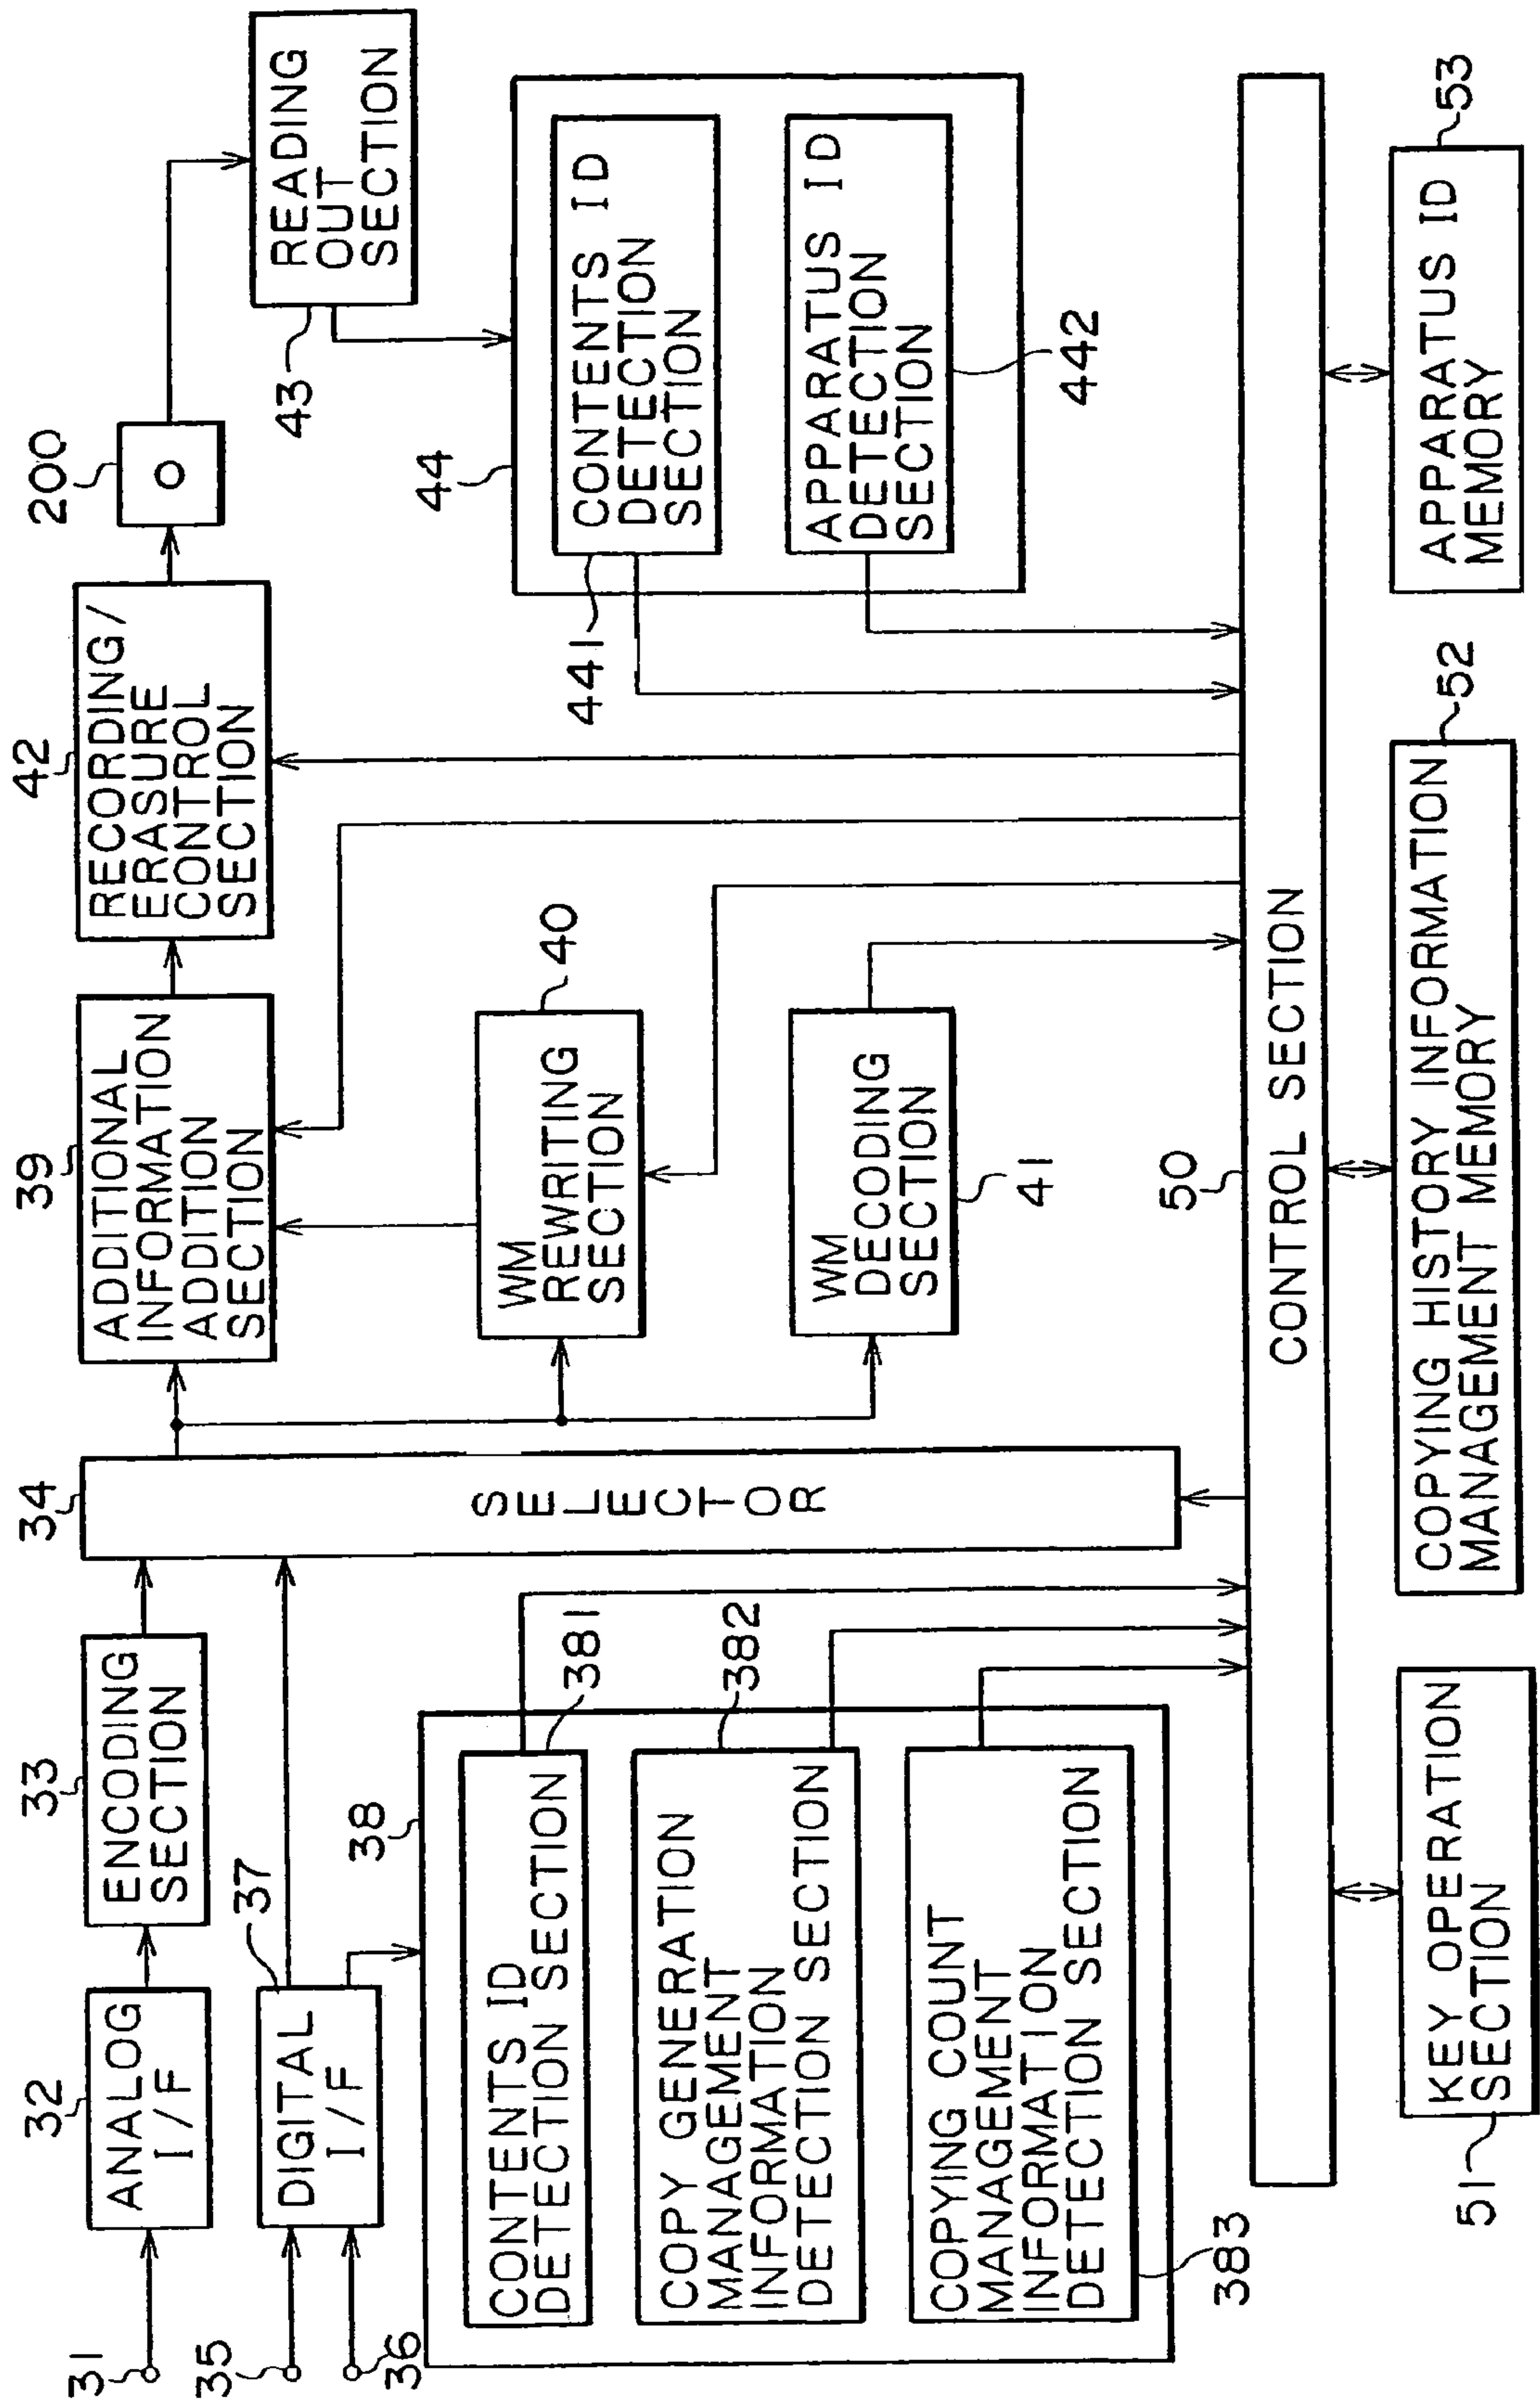 31
32
ANALOG
I/F
33
ENCODING
SECTION
34
SELECTOR
35
36
37
DIGITAL
I/F
38
CONTENTS ID
DETECTION SECTION
381
COPY GENERATION
MANAGEMENT
INFORMATION
DETECTION SECTION
382
COPYING COUNT
MANAGEMENT
INFORMATION
DETECTION SECTION
383
39
ADDITIONAL
INFORMATION
ADDITION
SECTION
40
WM
REWRITING
SECTION
WM
DECODING
SECTION
41
42
RECORDING/
ERASURE
CONTROL
SECTION
200
43
READING
OUT
SECTION
44
441
CONTENTS ID
DETECTION
SECTION
APPARATUS ID
DETECTION
SECTION
442
50
CONTROL SECTION
51
KEY OPERATION
SECTION
COPYING HISTORY INFORMATION
MANAGEMENT MEMORY
52
APPARATUS ID
MEMORY
53